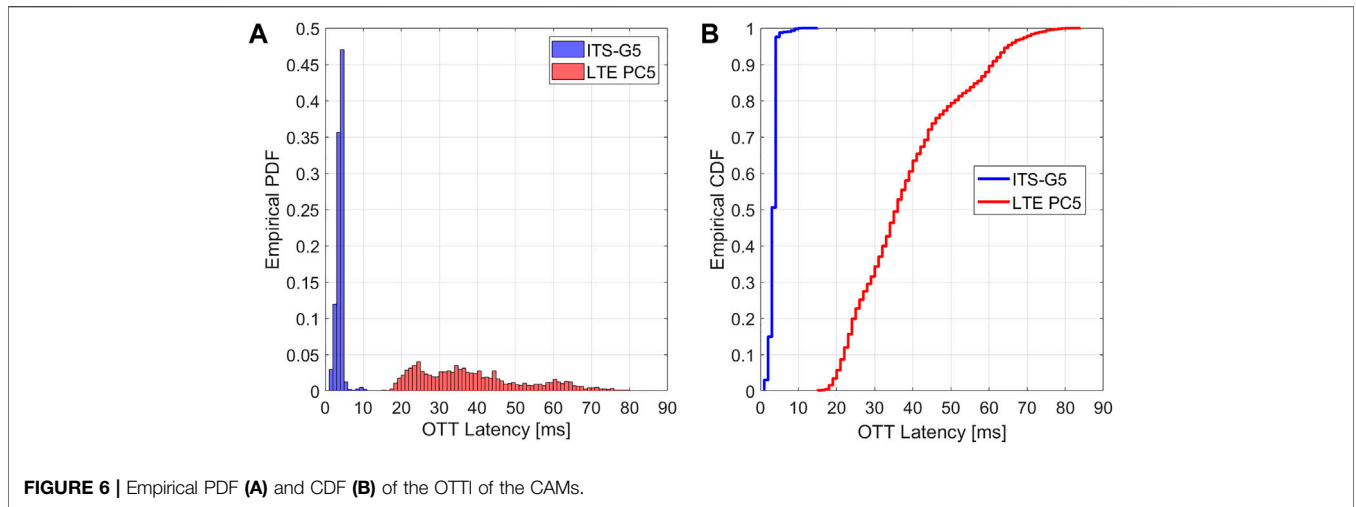 A
0.5
0.45
0.4
0.35
0.3
0.25
0.2
0.15
0.1
0.05
0
Empirical PDF
ITS-G5
LTE PC5
0 10 20 30 40 50 60 70 80 90
OTT Latency [ms]
B
1
0.9
0.8
0.7
0.6
0.5
0.4
0.3
0.2
0.1
0
Empirical CDF
ITS-G5
LTE PC5
0 10 20 30 40 50 60 70 80 90
OTT Latency [ms]
FIGURE 6 | Empirical PDF (A) and CDF (B) of the OTTl of the CAMs.